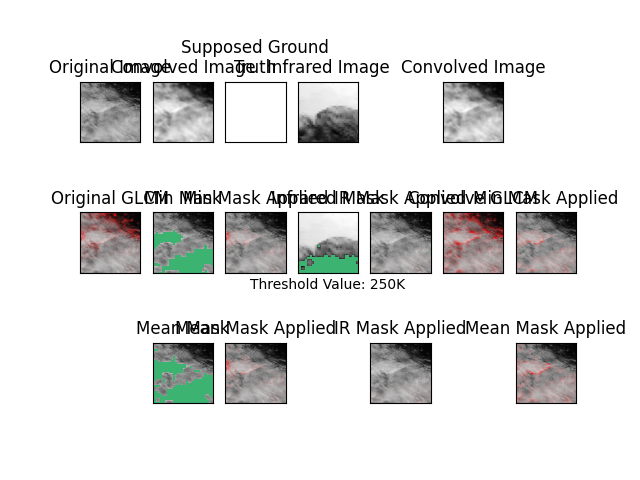 Supposed Ground
Original Image
Convolved Image
Truth
Infrared Image
Convolved Image
Original GLCM
Min Mask
Min Mask Applied
Infrared Mask
IR Mask Applied
Convolved GLCM
Min Mask Applied
Threshold Value: 250K
Mean Mask
Mean Mask Applied
IR Mask Applied
Mean Mask Applied